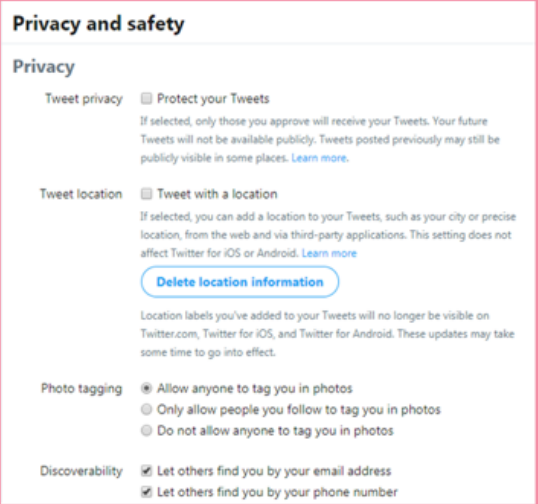 Privacy and safety
Privacy
Tweet privacy Protect your Tweets
If selected, only those you approve will receive your Tweets. Your future
Tweets will not be available publicly. Tweets posted previously may still be
publicly visible in some places. Learn more.
Tweet location Tweet with a location
If selected, you can add a location to your Tweets, such as your city or precise
location, from the web and via third-party applications. This setting does not
affect Twitter for iOS or Android. Learn more
Delete location information
Location labels you've added to your Tweets will no longer be visible on
Twitter.com, Twitter for iOS, and Twitter for Android. These updates may take
some time to go into effect.
Photo tagging Allow anyone to tag you in photos
Only allow people you follow to tag you in photos
Do not allow anyone to tag you in photos
Discoverability Let others find you by your email address
Let others find you by your phone number